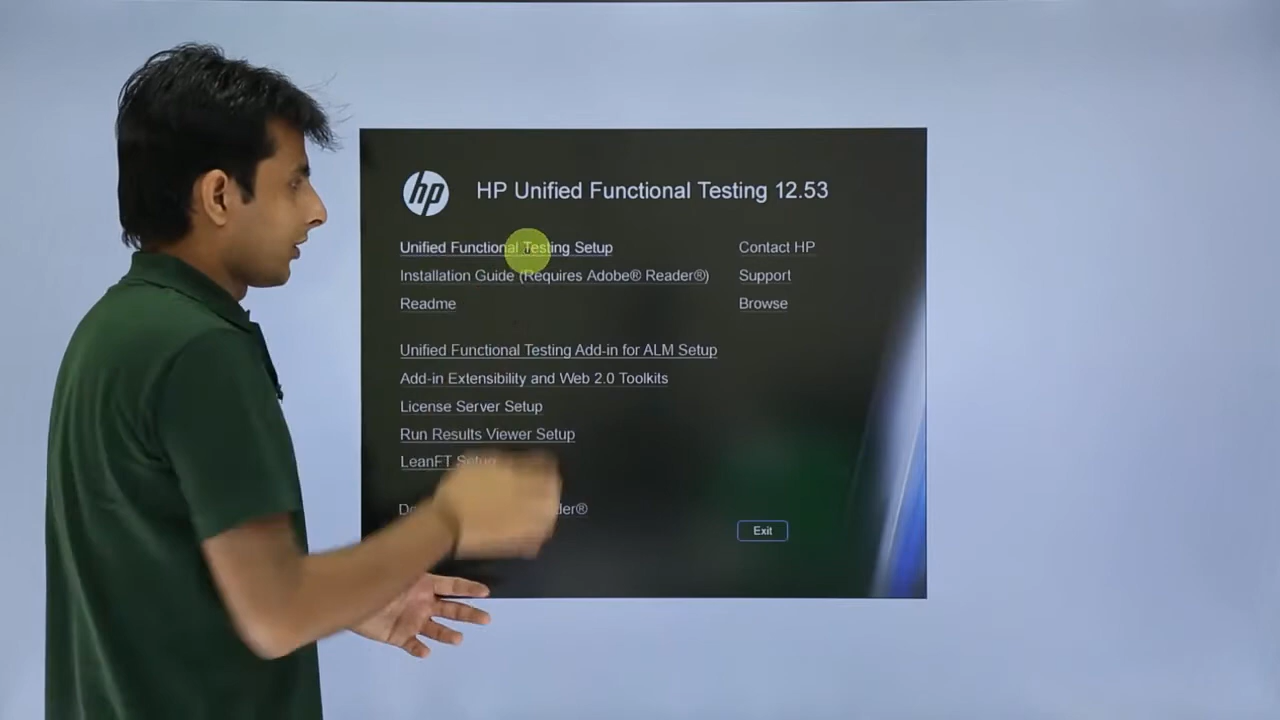 hp
HP Unified Functional Testing 12.53
Unified Functional Testing Setup
Contact HP
Installation Guide (Requires Adobe® Reader®)
Support
Readme
Browse
Unified Functional Testing Add-in for ALM Setup
Add-in Extensibility and Web 2.0 Toolkits
License Server Setup
Run Results Viewer Setup
LeanFT Setup
Exit